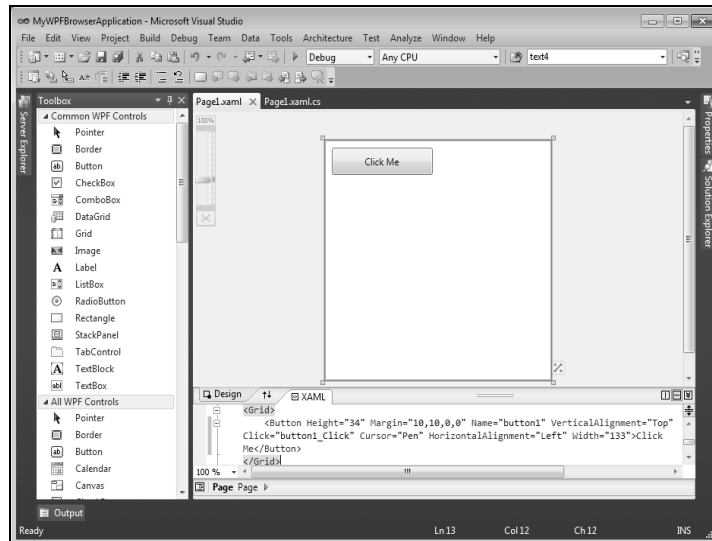 MyWPFBrowserApplication - Microsoft Visual Studio
File Edit View Project Build Debug Team Data Tools Architecture Test Analyze Window Help
Debug Any CPU text4
Toolbox
Page1.xaml Page1.xaml.cs
Server Explorer
Common WPF Controls
Pointer
Border
Button
CheckBox
ComboBox
DataGrid
Grid
Image
Label
ListBox
RadioButton
Rectangle
StackPanel
TabControl
TextBlock
TextBox
All WPF Controls
Pointer
Border
Button
Calendar
Canvas
100%
Click Me
Properties
Solution Explorer
Design XAML
<Grid>
<Button Height="34" Margin="10,10,0,0" Name="button1" VerticalAlignment="Top"
Click="button1_Click" Cursor="Pen" HorizontalAlignment="Left" Width="133">Click
Me</Button>
</Grid>
100 %
Page Page
Output
Ready Ln 13 Col 12 Ch 12 INS